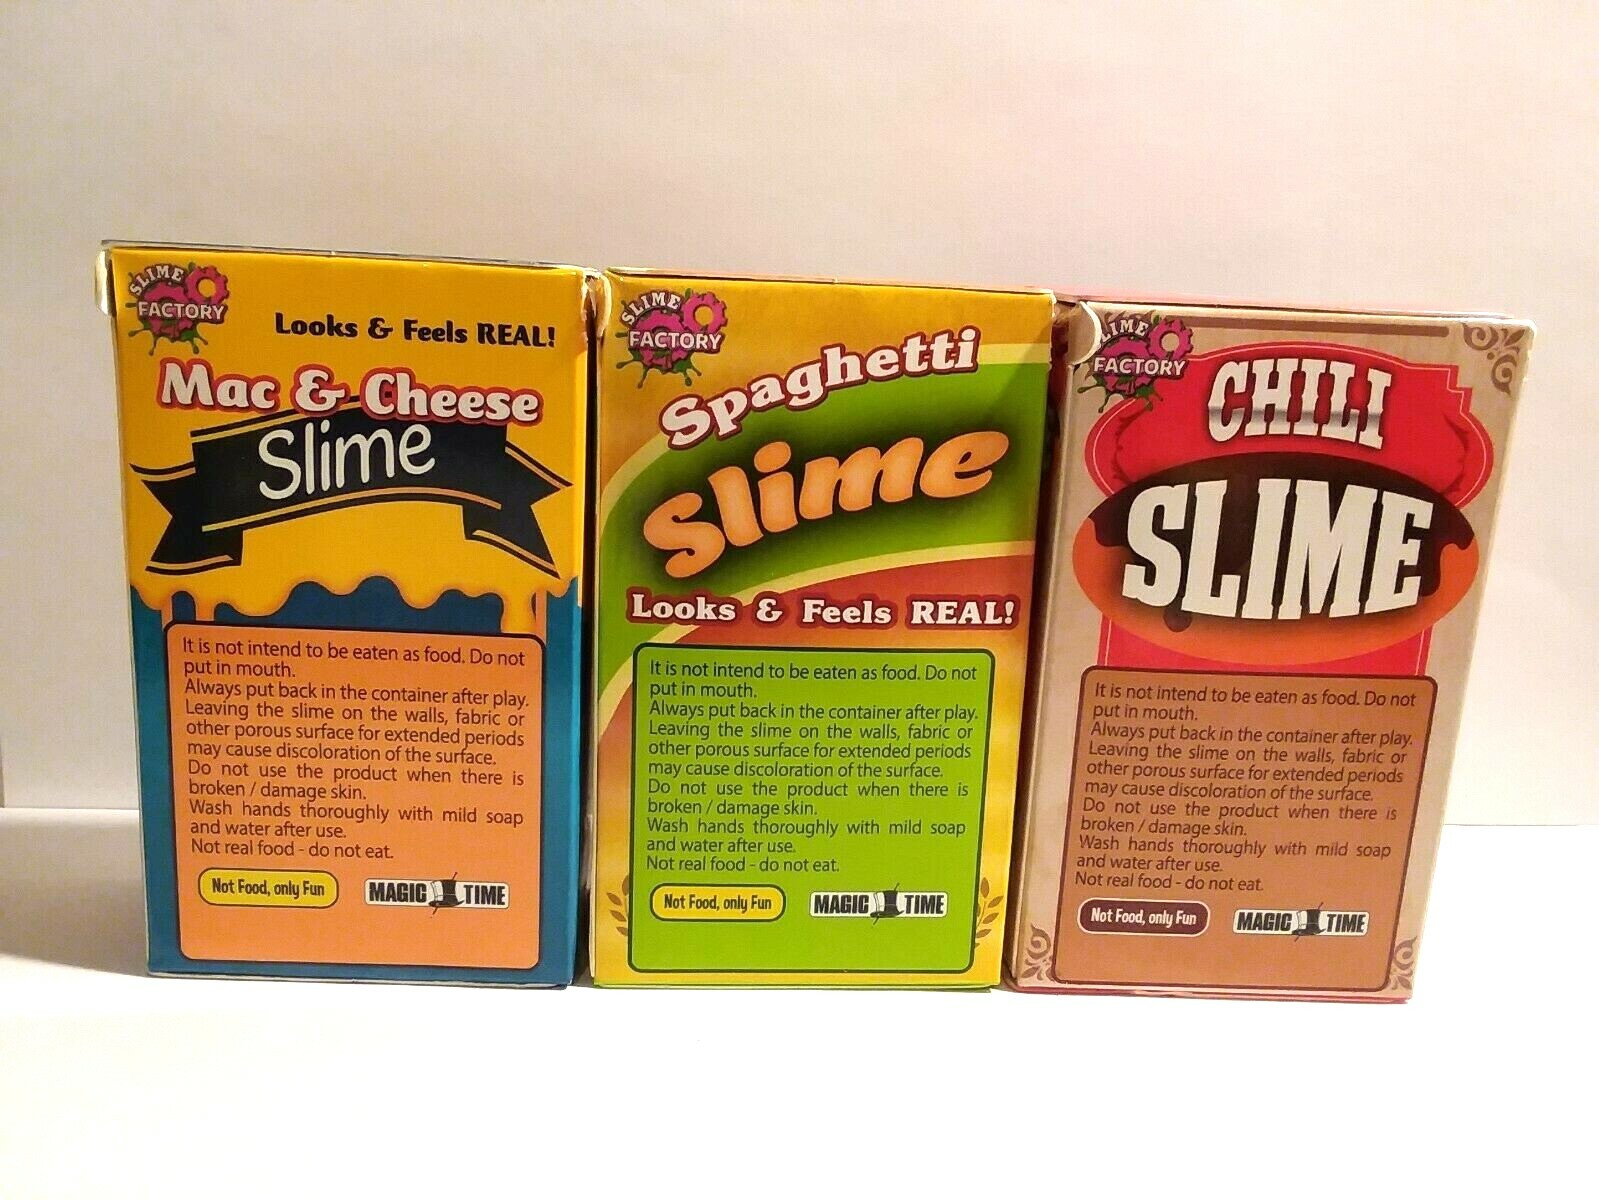 SLIME
FACTORY
Looks & Feels REAL!
Mac & Cheese
Slime
It is not intend to be eaten as food. Do not
put in mouth.
Always put back in the container after play.
Leaving the slime on the walls, fabric or
other porous surface for extended periods
may cause discoloration of the surface.
Do not use the product when there is
broken / damage skin.
Wash hands thoroughly with mild soap
and water after use.
Not real food - do not eat.
Not Food, only Fun
MAGIC TIME
SLIME
FACTORY
Spaghetti
Slime
Looks & Feels REAL!
It is not intend to be eaten as food. Do not
put in mouth.
Always put back in the container after play.
Leaving the slime on the walls, fabric or
other porous surface for extended periods
may cause discoloration of the surface.
Do not use the product when there is
broken / damage skin.
Wash hands thoroughly with mild soap
and water after use.
Not real food - do not eat.
Not Food, only Fun
MAGIC TIME
LIME
FACTORY
CHILI
SLIME
It is not intend to be eaten as food. Do not
put in mouth.
Always put back in the container after play.
Leaving the slime on the walls, fabric or
other porous surface for extended periods
may cause discoloration of the surface.
Do not use the product when there is
broken / damage skin.
Wash hands thoroughly with mild soap
and water after use.
Not real food - do not eat.
Not Food, only Fun
MAGIC TIME